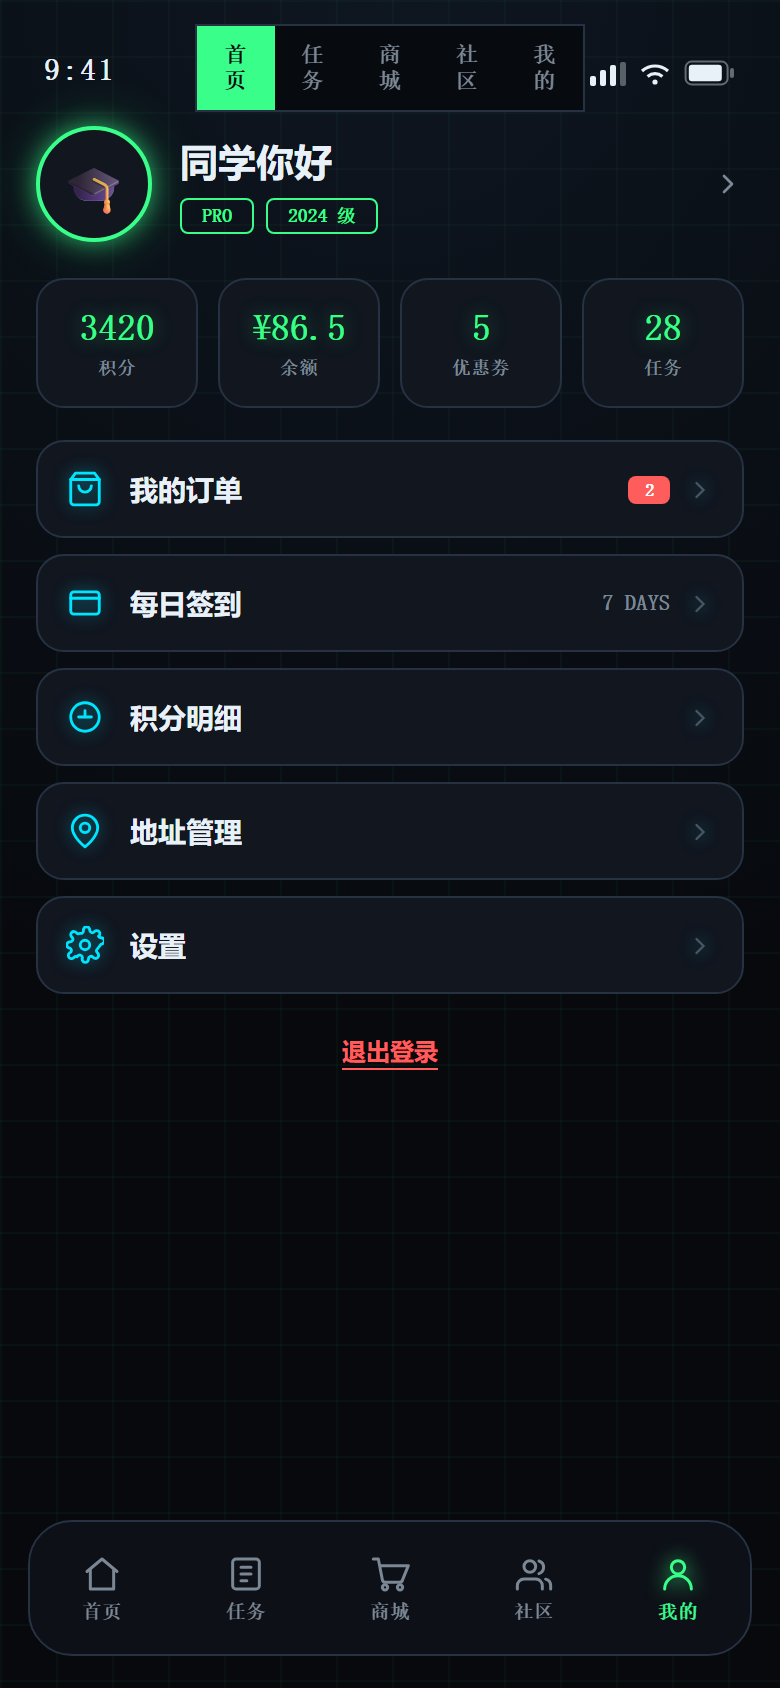 9:41
首页
任务
商城
社区
我的
同学你好
PRO
2024 级
3420
积分
¥86.5
余额
5
优惠券
28
任务
我的订单
2
每日签到
7 DAYS
积分明细
地址管理
设置
退出登录
首页
任务
商城
社区
我的